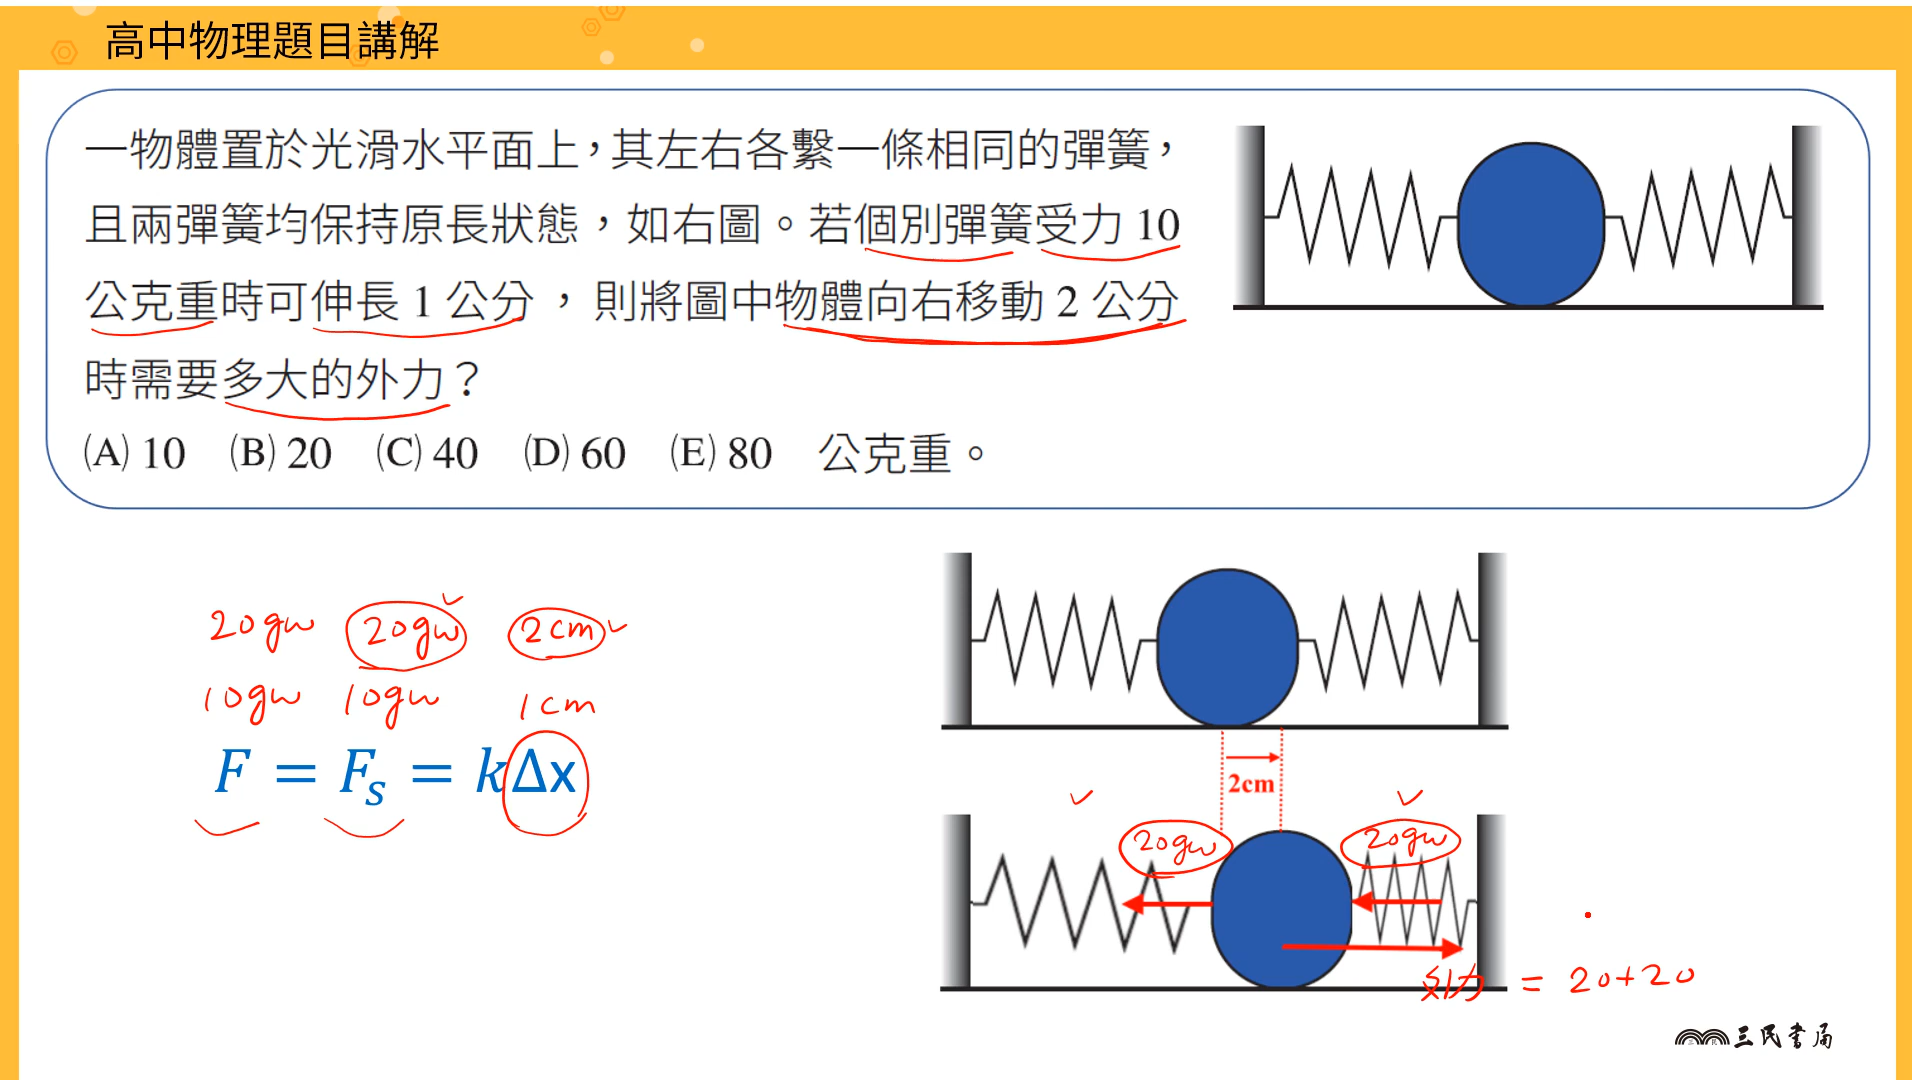 高中物理題目講解
一物體置於光滑水平面上，其左右各繫一條相同的彈簧，
且兩彈簧均保持原長狀態，如右圖。若個別彈簧受力 10
公克重時可伸長 1 公分， 則將圖中物體向右移動 2 公分
時需要多大的外力？
(A) 10 (B) 20 (C) 40 (D) 60 (E) 80 公克重。
20gw 20gw 2cm
10gw 10gw 1cm
F = Fs = kΔx
2cm
20gw 20gw
外力 = 20+20
三民書局